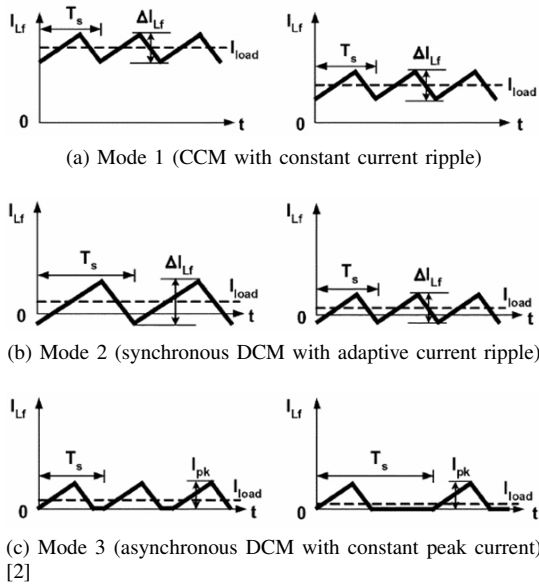 I_Lf T_s ΔI_Lf I_load 0 t
I_Lf T_s ΔI_Lf I_load 0 t
(a) Mode 1 (CCM with constant current ripple)
I_Lf T_s ΔI_Lf I_load 0 t
I_Lf T_s ΔI_Lf I_load 0 t
(b) Mode 2 (synchronous DCM with adaptive current ripple)
I_Lf T_s I_pk I_load 0 t
I_Lf T_s I_pk I_load 0 t
(c) Mode 3 (asynchronous DCM with constant peak current)
[2]